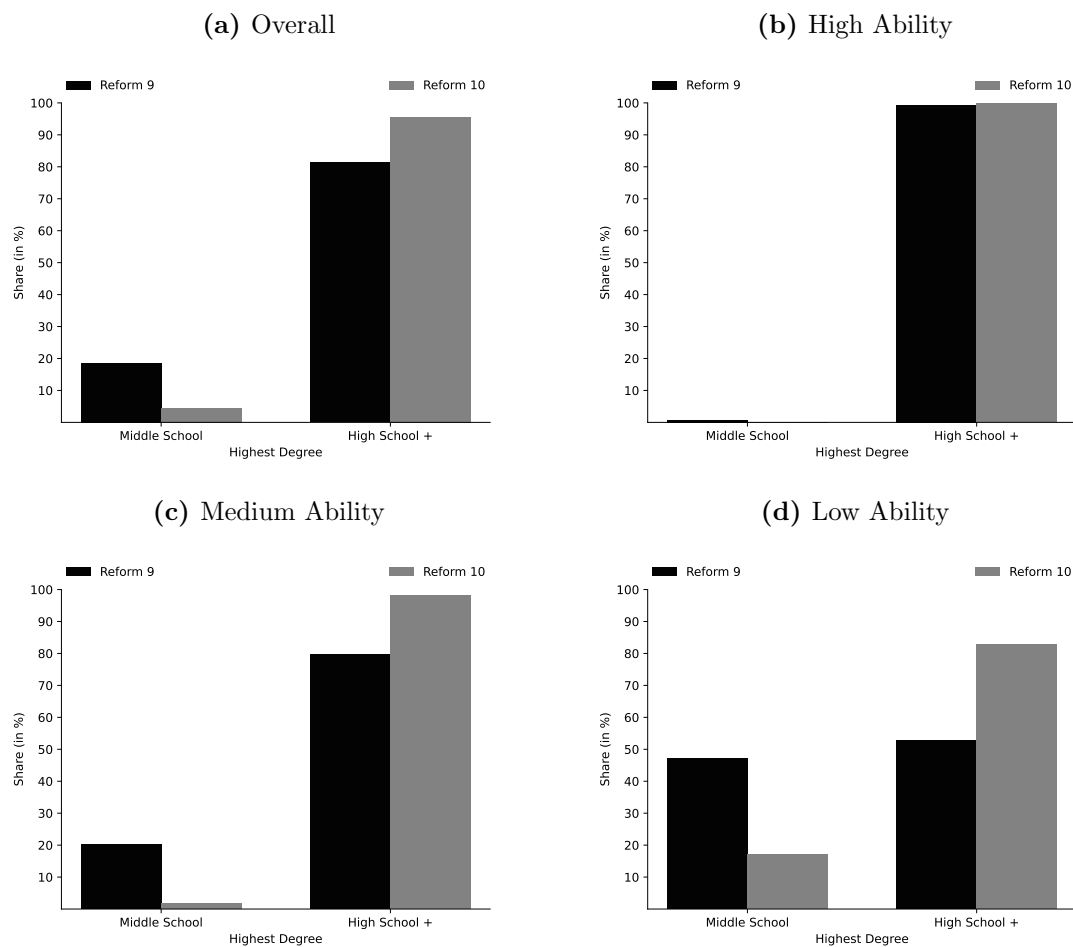 (a) Overall
Reform 9 Reform 10
100
90
80
70
60
50
40
30
20
10
Share (in %)
Middle School High School +
Highest Degree
(b) High Ability
Reform 9 Reform 10
100
90
80
70
60
50
40
30
20
10
Share (in %)
Middle School High School +
Highest Degree
(c) Medium Ability
Reform 9 Reform 10
100
90
80
70
60
50
40
30
20
10
Share (in %)
Middle School High School +
Highest Degree
(d) Low Ability
Reform 9 Reform 10
100
90
80
70
60
50
40
30
20
10
Share (in %)
Middle School High School +
Highest Degree